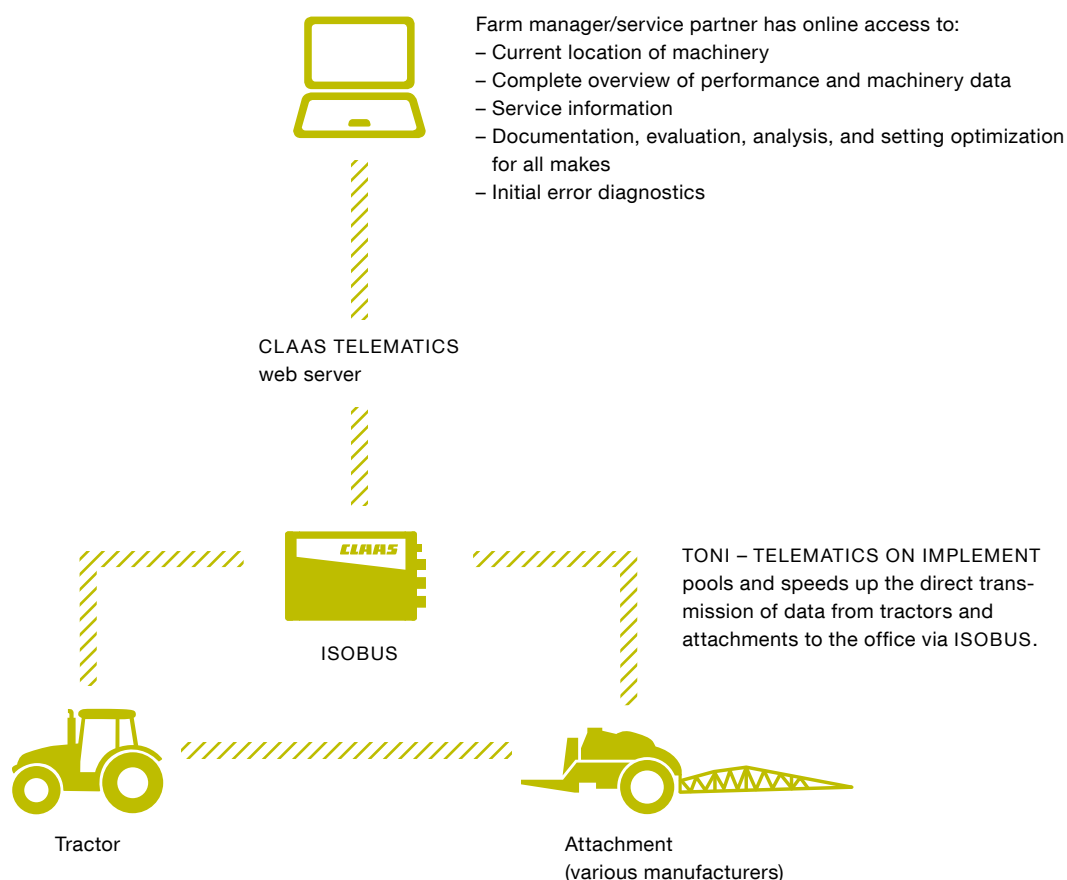 Farm manager/service partner has online access to:
– Current location of machinery
– Complete overview of performance and machinery data
– Service information
– Documentation, evaluation, analysis, and setting optimization
for all makes
– Initial error diagnostics
CLAAS TELEMATICS
web server
CLAAS
ISOBUS
TONI – TELEMATICS ON IMPLEMENT
pools and speeds up the direct trans-
mission of data from tractors and
attachments to the office via ISOBUS.
Tractor
Attachment
(various manufacturers)